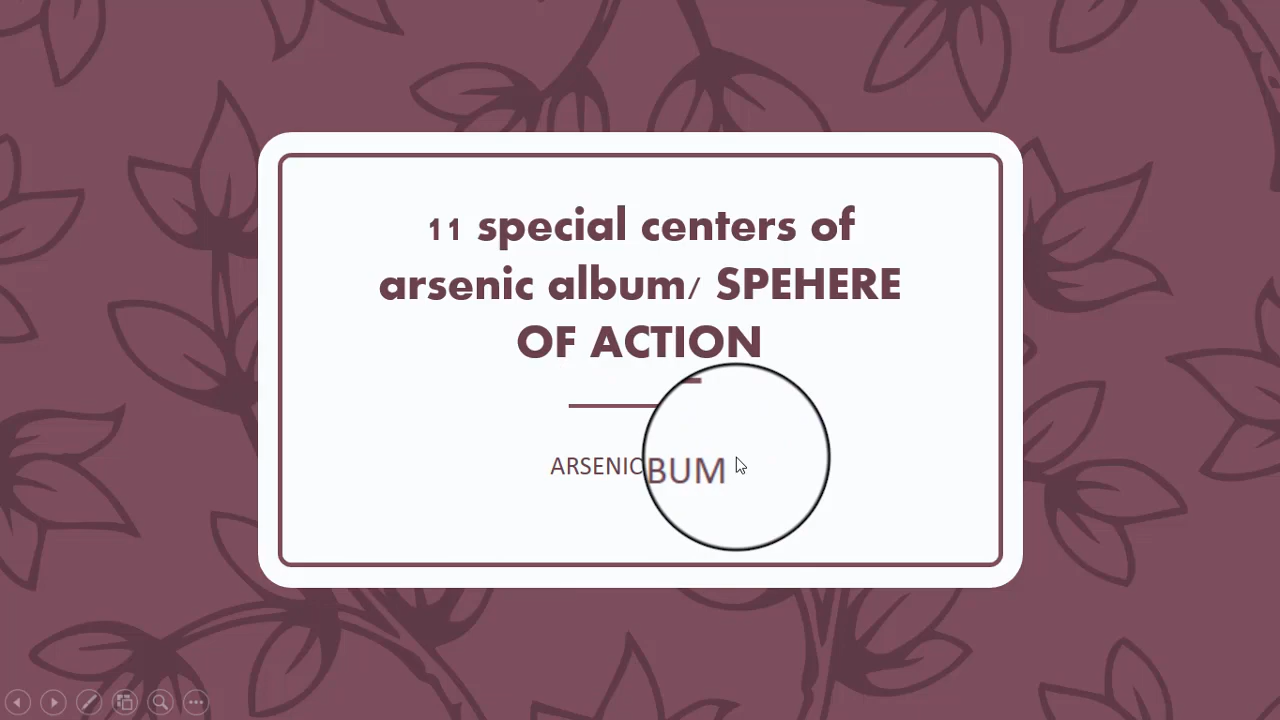 11 special centers of
arsenic album/ SPEHERE
OF ACTION
ARSENIC BUM